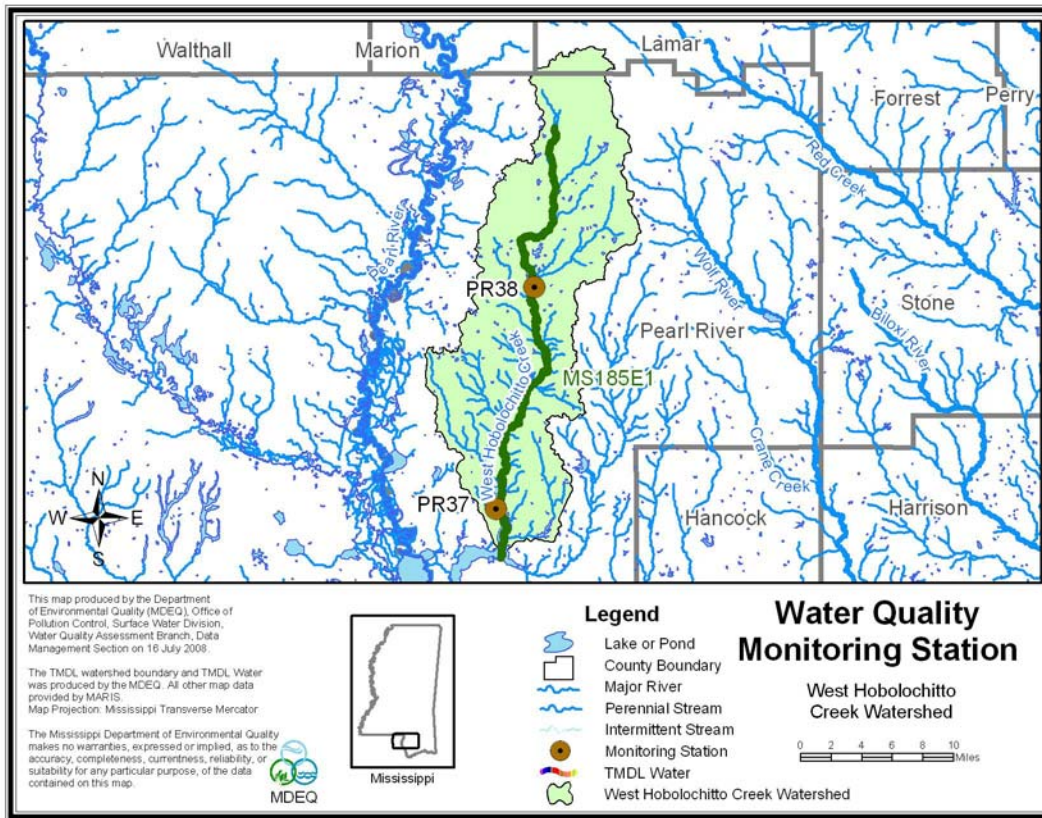 Walthall
Marion
Lamar
Forrest
Perry
Red Creek
Pearl River
Wolf River
PR38
Stone
Pearl River
Biloxi River
MS185E1
West Hobolochitto Creek
Crane Creek
PR37
Hancock
Harrison
N
W E
S
This map produced by the Department
of Environmental Quality (MDEQ), Office of
Pollution Control, Surface Water Division,
Water Quality Assessment Branch, Data
Management Section on 16 July 2008.
The TMDL watershed boundary and TMDL Water
was produced by the MDEQ. All other map data
provided by MARIS.
Map Projection: Mississippi Transverse Mercator
The Mississippi Department of Environmental Quality
makes no warranties, expressed or implied, as to the
accuracy, completeness, currentness, reliability, or
suitability for any particular purpose, of the data
contained on this map.
MDEQ
Mississippi
Legend
Lake or Pond
County Boundary
Major River
Perennial Stream
Intermittent Stream
Monitoring Station
TMDL Water
West Hobolochitto Creek Watershed
Water Quality
Monitoring Station
West Hobolochitto
Creek Watershed
0 2 4 6 8 10
Miles